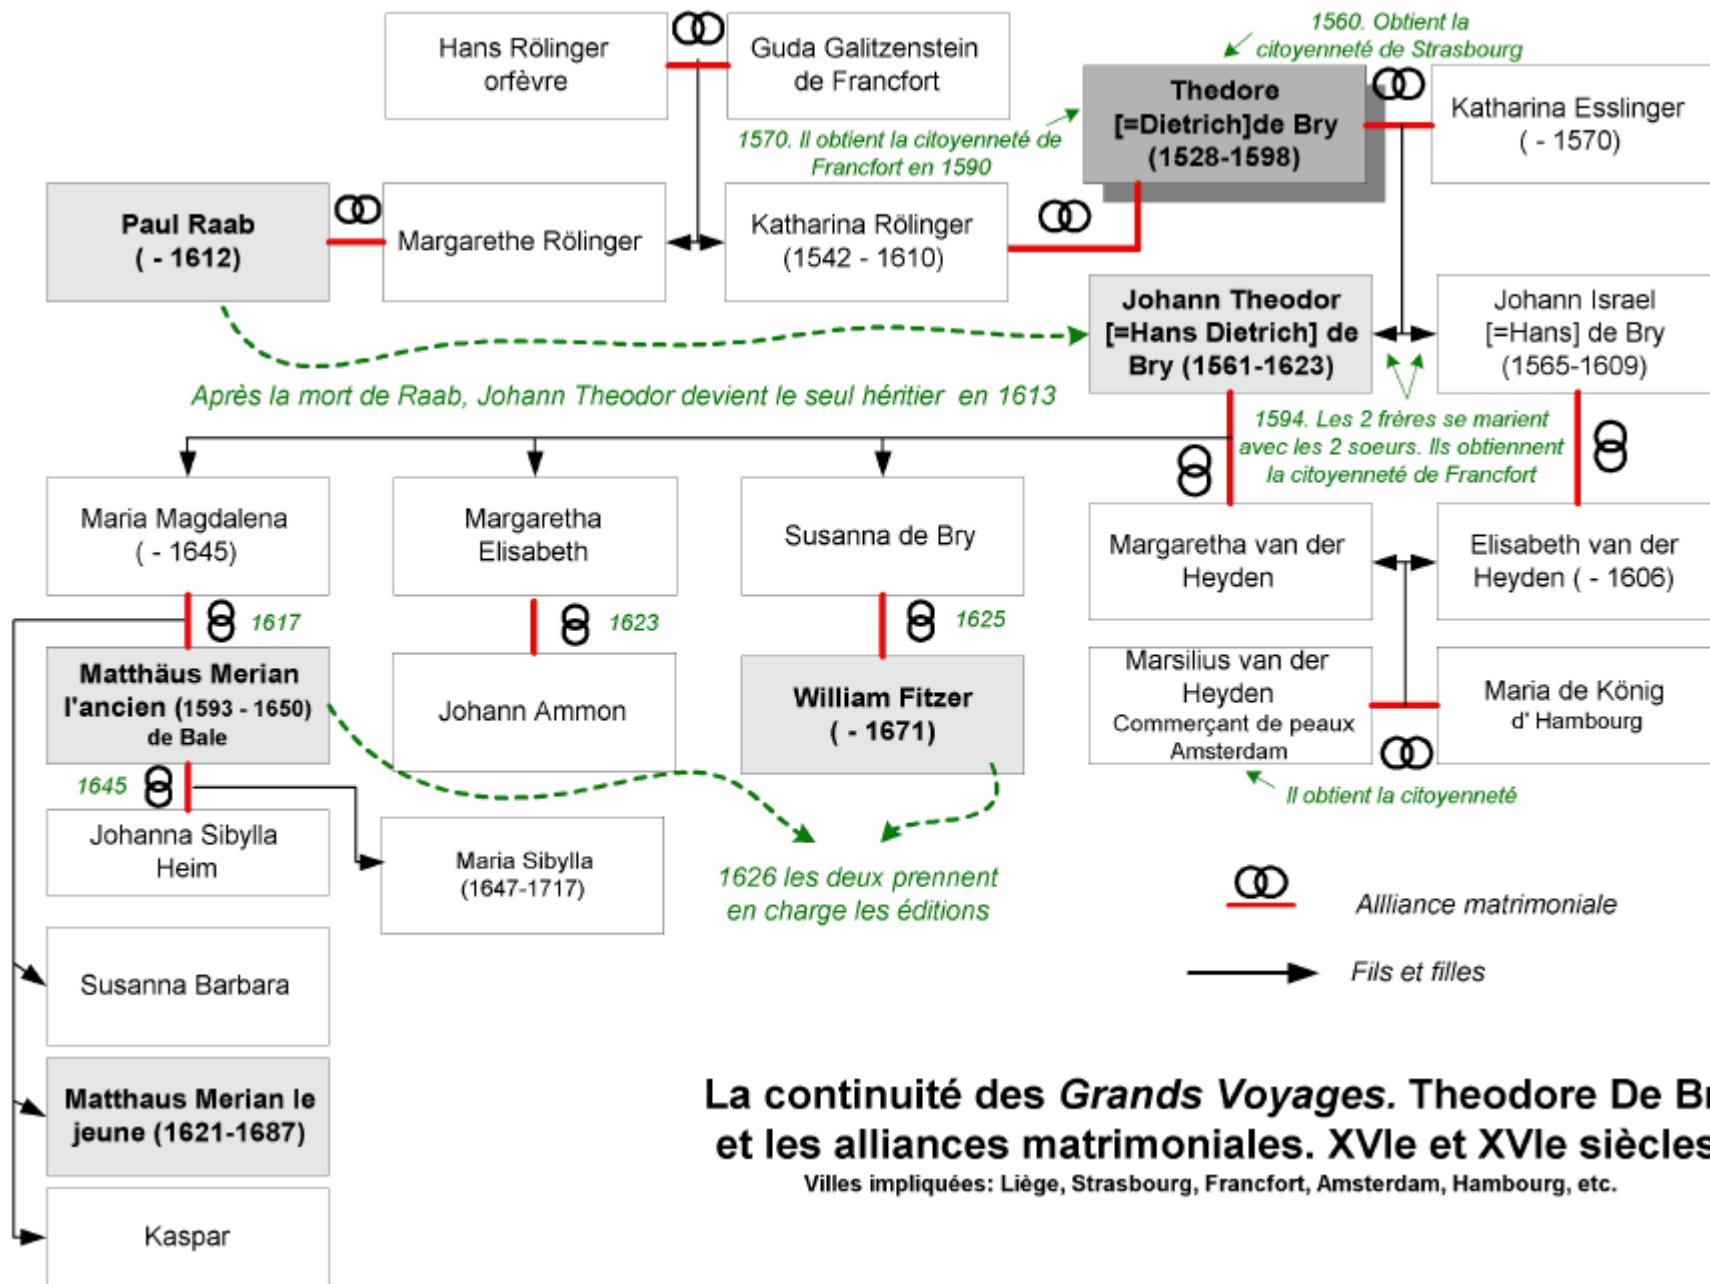 Hans Rölinger
orfèvre
Guda Galitzenstein
de Francfort
1560. Obtient la
citoyenneté de Strasbourg
Thedore
[=Dietrich]de Bry
(1528-1598)
Katharina Esslinger
( - 1570)
1570. Il obtient la citoyenneté de
Francfort en 1590
Paul Raab
( - 1612)
Margarethe Rölinger
Katharina Rölinger
(1542 - 1610)
Johann Theodor
[=Hans Dietrich] de
Bry (1561-1623)
Johann Israel
[=Hans] de Bry
(1565-1609)
Après la mort de Raab, Johann Theodor devient le seul héritier en 1613
1594. Les 2 frères se marient
avec les 2 soeurs. Ils obtiennent
la citoyenneté de Francfort
Maria Magdalena
( - 1645)
Margaretha
Elisabeth
Susanna de Bry
Margaretha van der
Heyden
Elisabeth van der
Heyden ( - 1606)
1617
1623
1625
Matthäus Merian
l'ancien (1593 - 1650)
de Bale
Johann Ammon
William Fitzer
( - 1671)
Marsilius van der
Heyden
Commerçant de peaux
Amsterdam
Maria de König
d' Hambourg
1645
Il obtient la citoyenneté
Johanna Sibylla
Heim
Maria Sibylla
(1647-1717)
1626 les deux prennent
en charge les éditions
Allliance matrimoniale
Fils et filles
Susanna Barbara
Matthaus Merian le
jeune (1621-1687)
Kaspar
La continuité des Grands Voyages. Theodore De Br
et les alliances matrimoniales. XVIe et XVIe siècles
Villes impliquées: Liège, Strasbourg, Francfort, Amsterdam, Hambourg, etc.